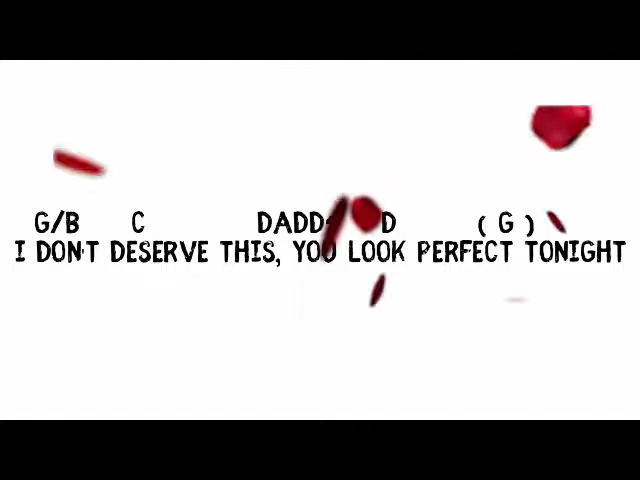 G/B C DADD D ( G )
I DON'T DESERVE THIS, YOU LOOK PERFECT TONIGHT